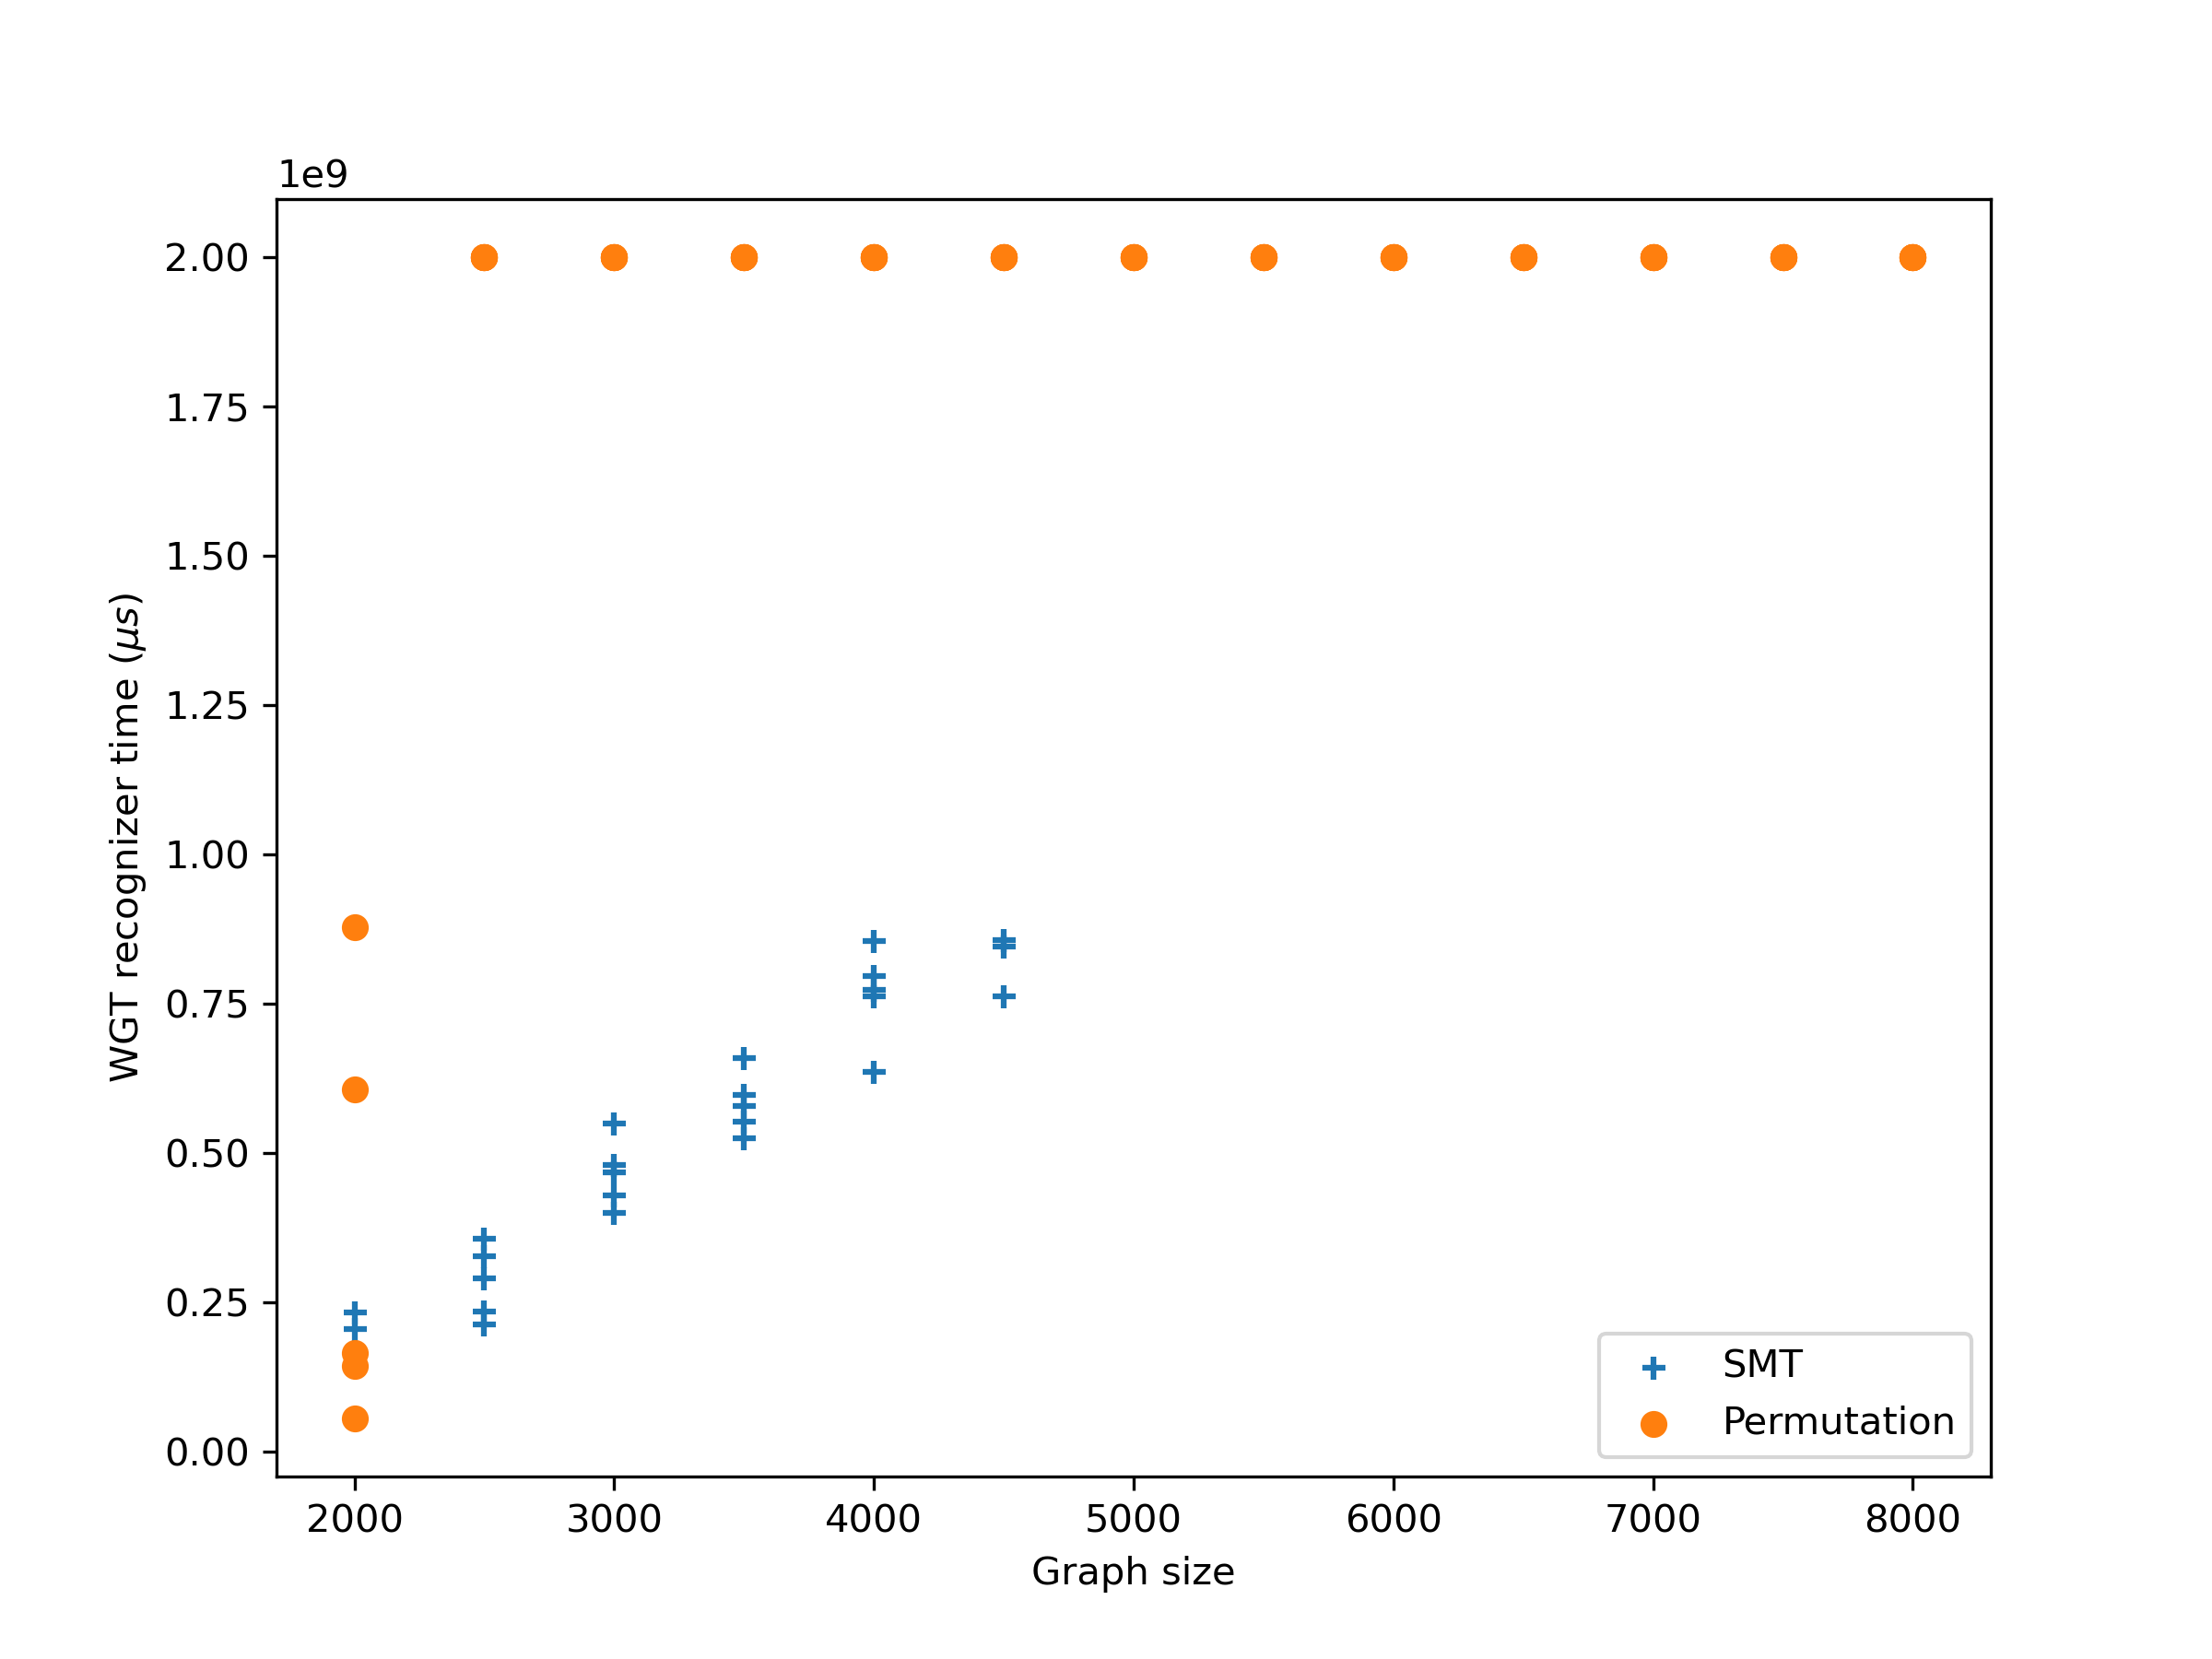 1e9
2.00
1.75
1.50
1.25
1.00
0.75
0.50
0.25
0.00
WGT recognizer time (μs)
2000 3000 4000 5000 6000 7000 8000
Graph size
SMT
Permutation